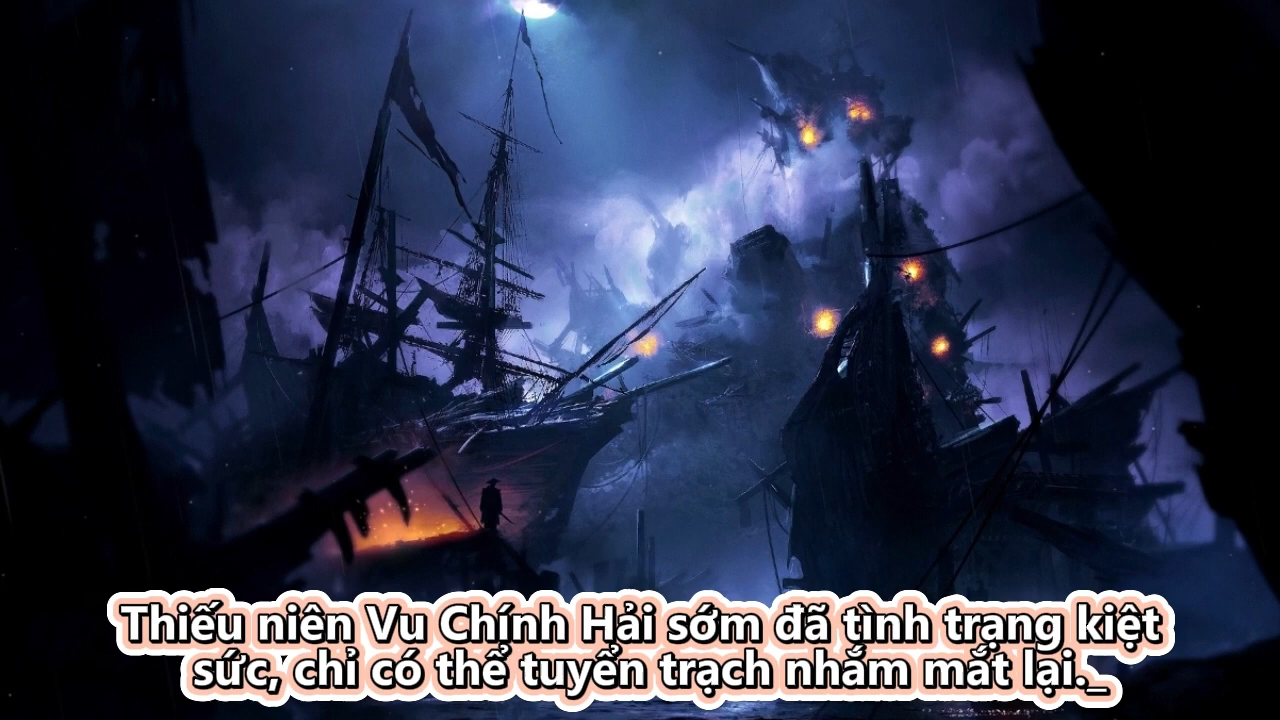 Thiếu niên Vu Chính Hải sớm đã tình trạng kiệt
sức, chỉ có thể tuyển trạch nhắm mắt lại._